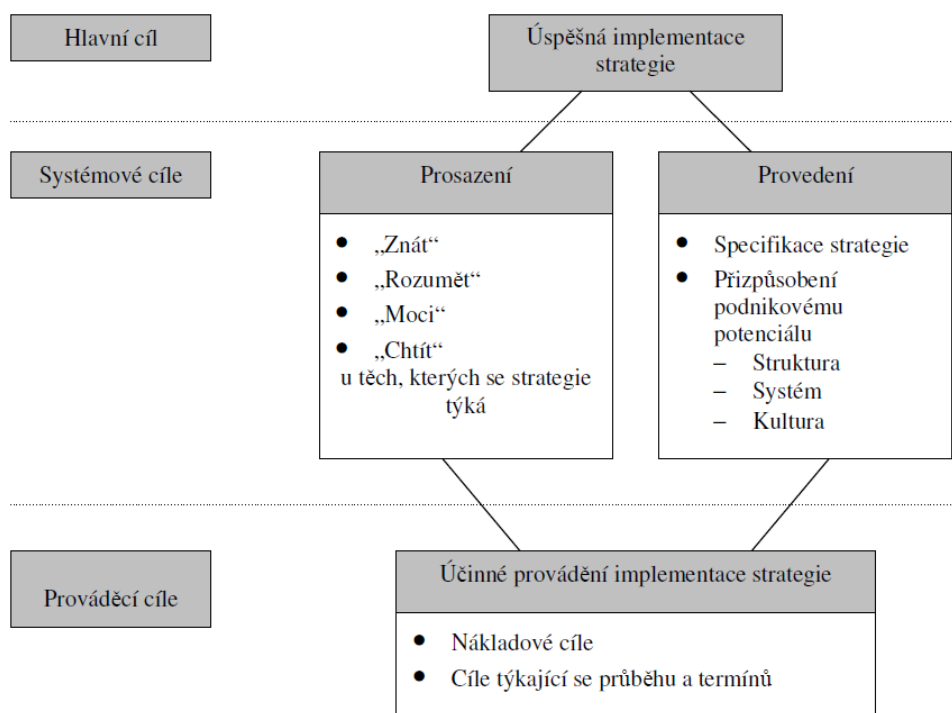 Hlavní cíl
Úspěšná implementace
strategie
Systémové cíle
Prosazení
● „Znát“
● „Rozumět“
● „Moci“
● „Chtít“
u těch, kterých se strategie
týká
Provedení
● Specifikace strategie
● Přizpůsobení
podnikovému
potenciálu
– Struktura
– Systém
– Kultura
Prováděcí cíle
Účinné provádění implementace strategie
● Nákladové cíle
● Cíle týkající se průběhu a termínů